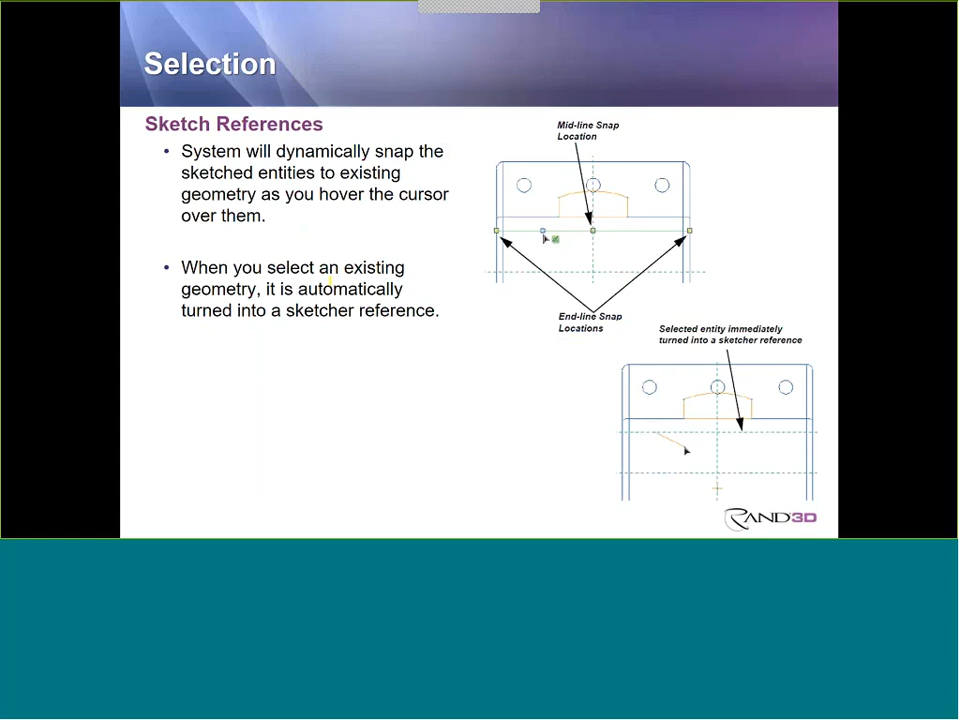 Selection
Sketch References
• System will dynamically snap the
sketched entities to existing
geometry as you hover the cursor
over them.
• When you select an existing
geometry, it is automatically
turned into a sketcher reference.
Mid-line Snap
Location
End-line Snap
Locations
Selected entity immediately
turned into a sketcher reference
RAND 3D